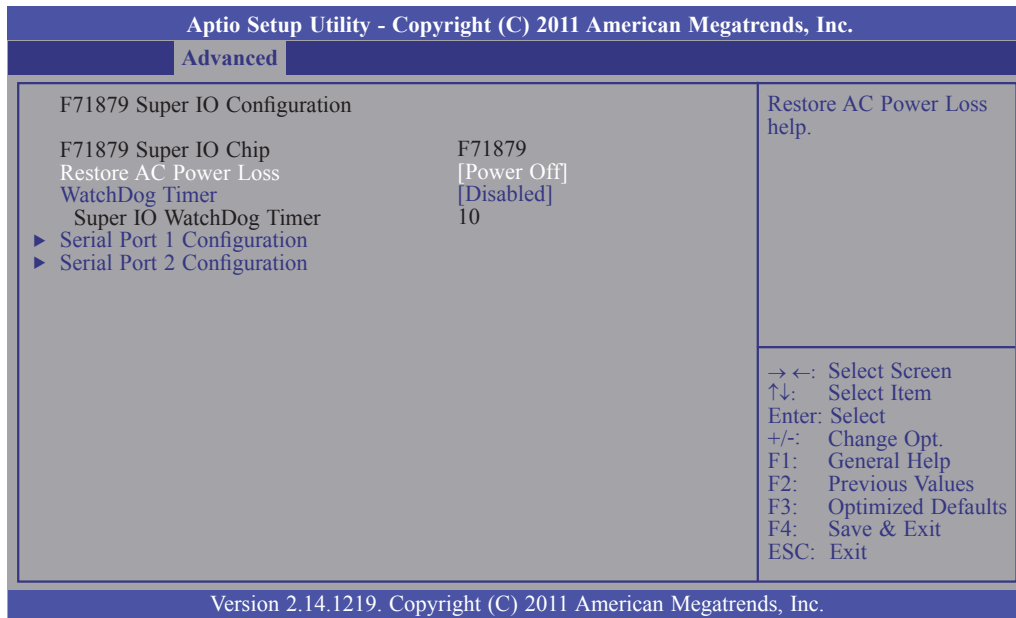 Aptio Setup Utility - Copyright (C) 2011 American Megatrends, Inc.
Advanced
F71879 Super IO Configuration
F71879 Super IO Chip F71879
Restore AC Power Loss [Power Off]
WatchDog Timer [Disabled]
Super IO WatchDog Timer 10
▶ Serial Port 1 Configuration
▶ Serial Port 2 Configuration
Restore AC Power Loss
help.
→ ←: Select Screen
↑↓: Select Item
Enter: Select
+/-: Change Opt.
F1: General Help
F2: Previous Values
F3: Optimized Defaults
F4: Save & Exit
ESC: Exit
Version 2.14.1219. Copyright (C) 2011 American Megatrends, Inc.